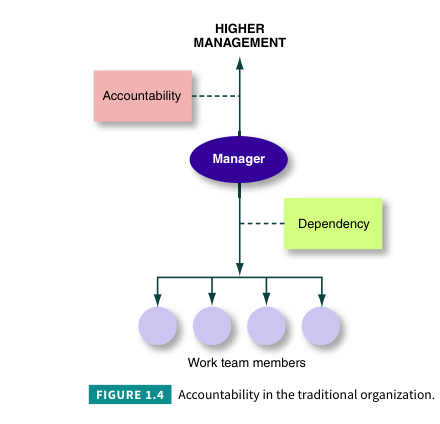 HIGHER
MANAGEMENT
Accountability
Manager
Dependency
Work team members
FIGURE 1.4 Accountability in the traditional organization.